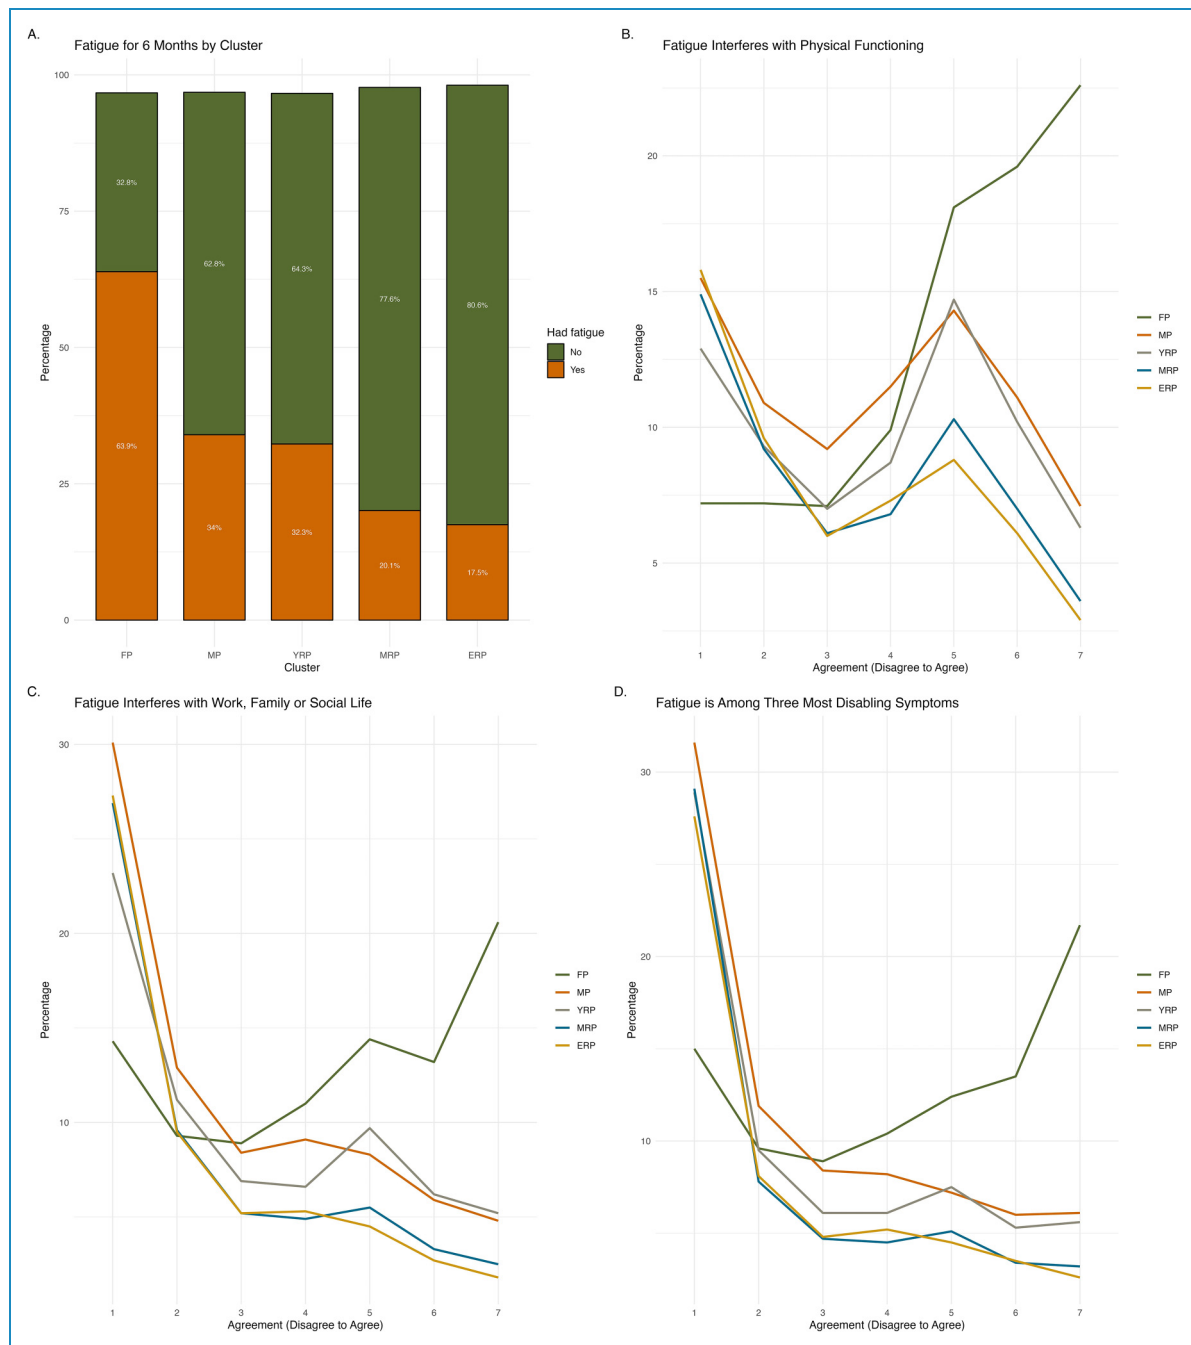 A.
Fatigue for 6 Months by Cluster
100
75
50
25
0
Percentage
32.8%
62.8%
64.3%
77.6%
80.6%
63.9%
34%
32.3%
20.1%
17.5%
FP
MP
YRP
MRP
ERP
Cluster
Had fatigue
No
Yes
B.
Fatigue Interferes with Physical Functioning
20
15
10
5
Percentage
1
2
3
4
5
6
7
Agreement (Disagree to Agree)
FP
MP
YRP
MRP
ERP
C.
Fatigue Interferes with Work, Family or Social Life
30
20
10
Percentage
1
2
3
4
5
6
7
Agreement (Disagree to Agree)
FP
MP
YRP
MRP
ERP
D.
Fatigue is Among Three Most Disabling Symptoms
30
20
10
Percentage
1
2
3
4
5
6
7
Agreement (Disagree to Agree)
FP
MP
YRP
MRP
ERP